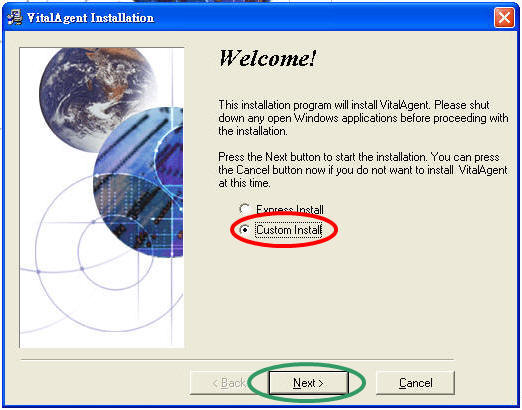 VitalAgent Installation
Welcome!
This installation program will install VitalAgent. Please shut
down any open Windows applications before proceeding with
the installation.
Press the Next button to start the installation. You can press
the Cancel button now if you do not want to install VitalAgent
at this time.
Express Install
Custom Install
< Back
Next >
Cancel